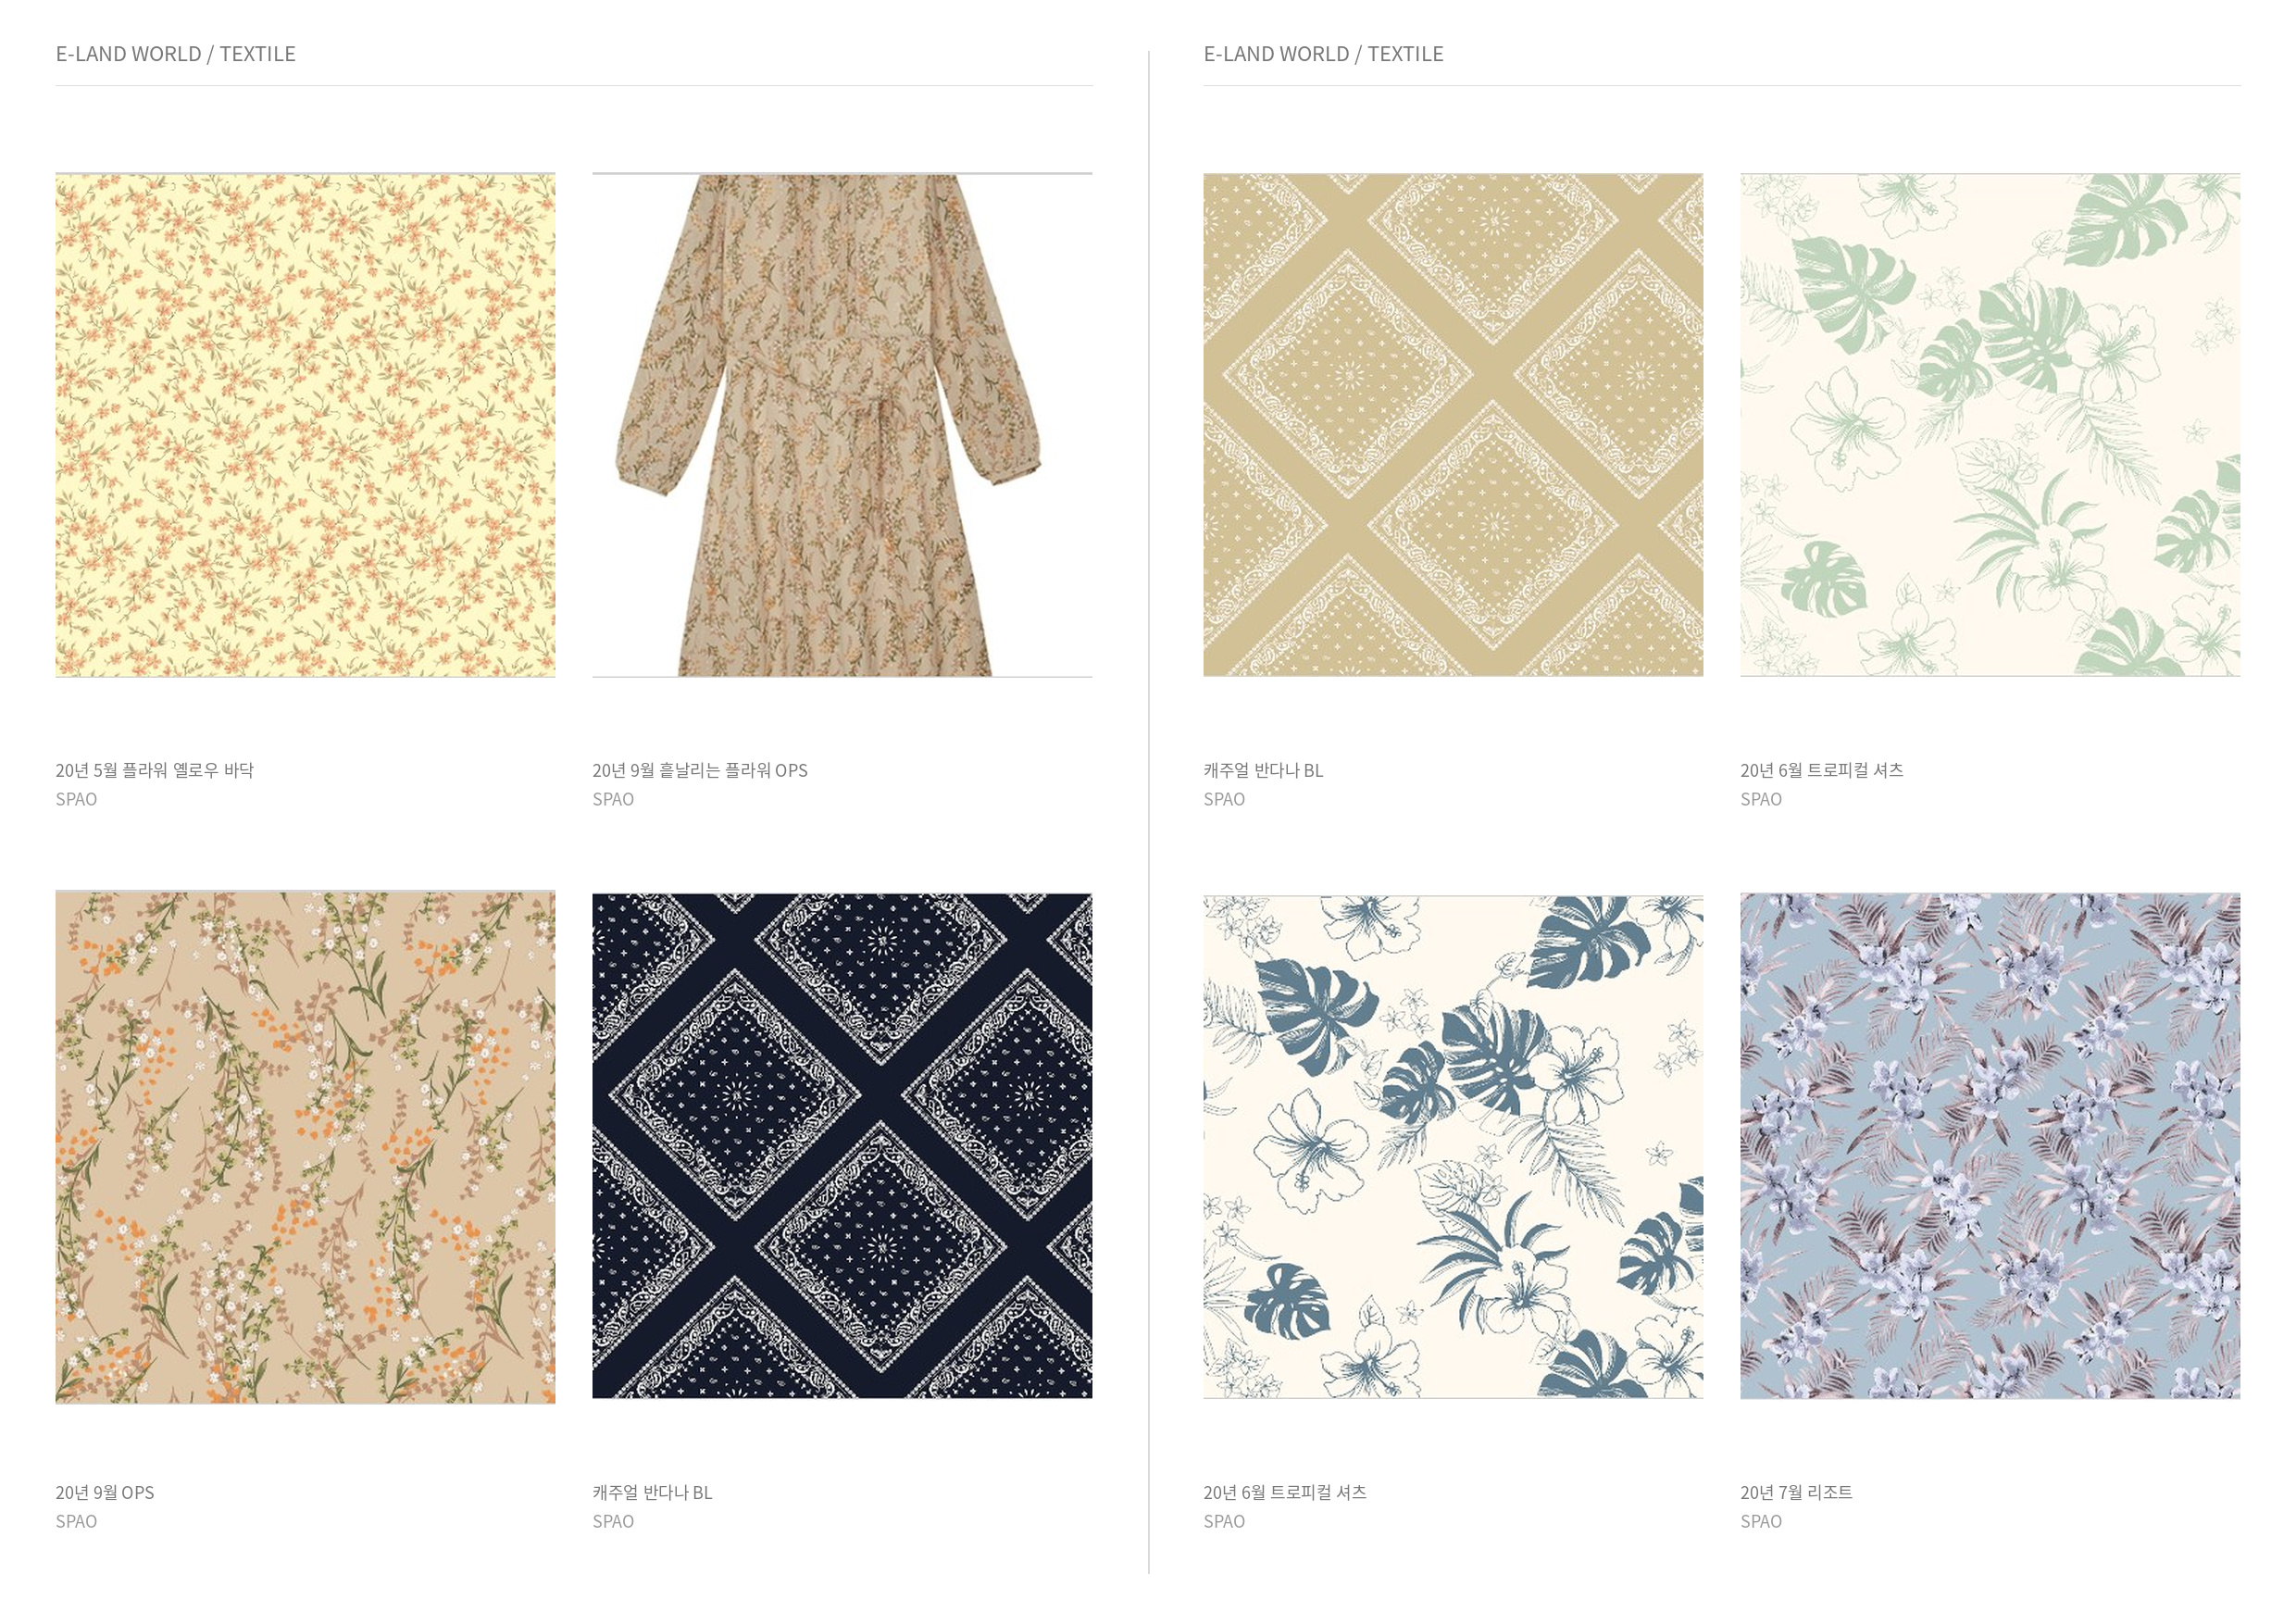 E-LAND WORLD / TEXTILE
20년 5월 플라워 옐로우 바닥
SPAO
20년 9월 흩날리는 플라워 OPS
SPAO
20년 9월 OPS
SPAO
캐주얼 반다나 BL
SPAO
E-LAND WORLD / TEXTILE
캐주얼 반다나 BL
SPAO
20년 6월 트로피컬 셔츠
SPAO
20년 6월 트로피컬 셔츠
SPAO
20년 7월 리조트
SPAO